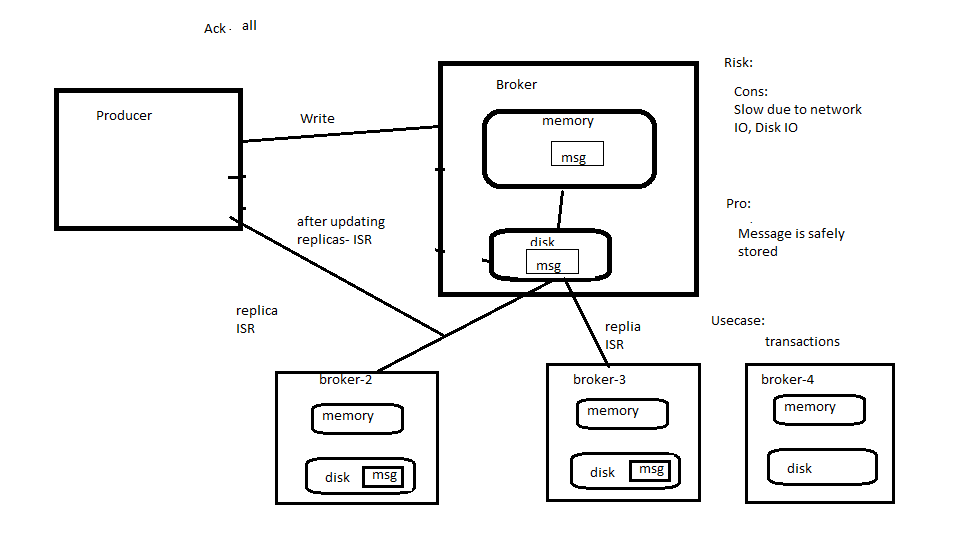 Ack - all
Risk:
Cons:
Slow due to network
IO, Disk IO
Broker
Producer
Write
memory
msg
Pro:
Message is safely
stored
after updating
replicas- ISR
disk
msg
replica
ISR
replia
ISR
Usecase:
transactions
broker-2
memory
disk
msg
broker-3
memory
disk
msg
broker-4
memory
disk